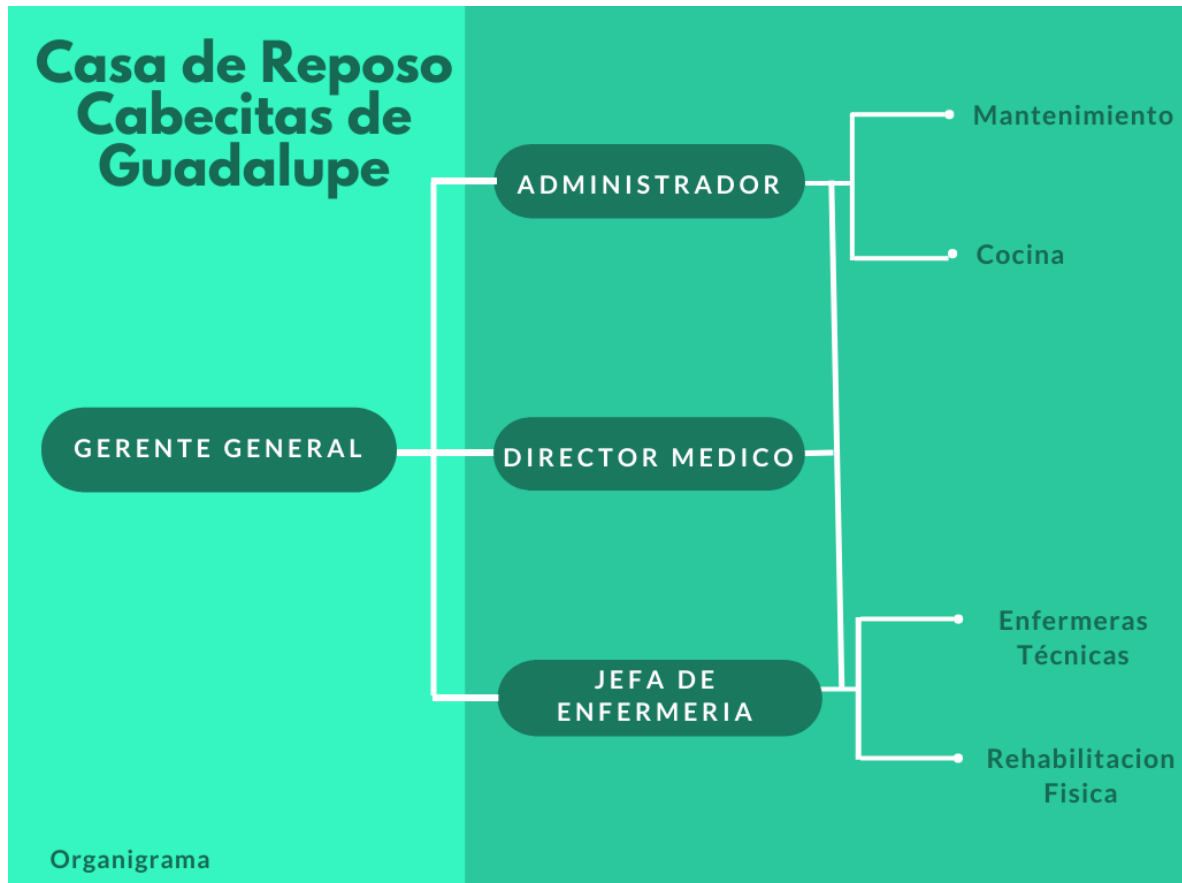 Casa de Reposo
Cabecitas de
Guadalupe
GERENTE GENERAL
ADMINISTRADOR
DIRECTOR MEDICO
JEFA DE
ENFERMERIA
Mantenimiento
Cocina
Enfermeras
Técnicas
Rehabilitacion
Fisica
Organigrama